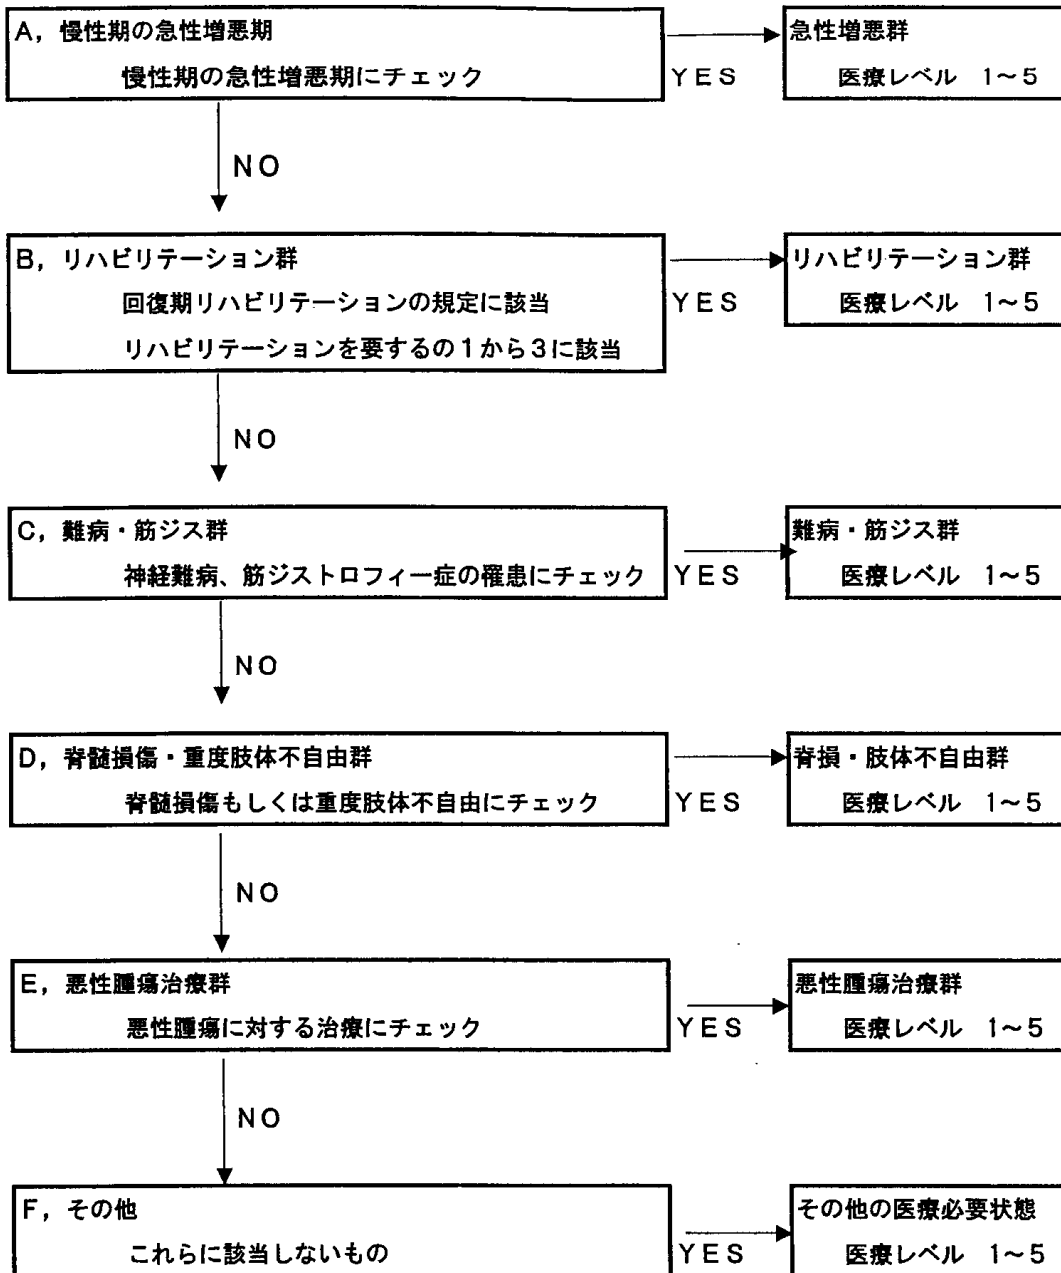 A，慢性期の急性増悪期
慢性期の急性増悪期にチェック
YES
急性増悪群
医療レベル 1～5
NO
B，リハビリテーション群
回復期リハビリテーションの規定に該当
リハビリテーションを要するの1から3に該当
YES
リハビリテーション群
医療レベル 1～5
NO
C，難病・筋ジス群
神経難病、筋ジストロフィー症の罹患にチェック
YES
難病・筋ジス群
医療レベル 1～5
NO
D，脊髄損傷・重度肢体不自由群
脊髄損傷もしくは重度肢体不自由にチェック
YES
脊損・肢体不自由群
医療レベル 1～5
NO
E，悪性腫瘍治療群
悪性腫瘍に対する治療にチェック
YES
悪性腫瘍治療群
医療レベル 1～5
NO
F，その他
これらに該当しないもの
YES
その他の医療必要状態
医療レベル 1～5